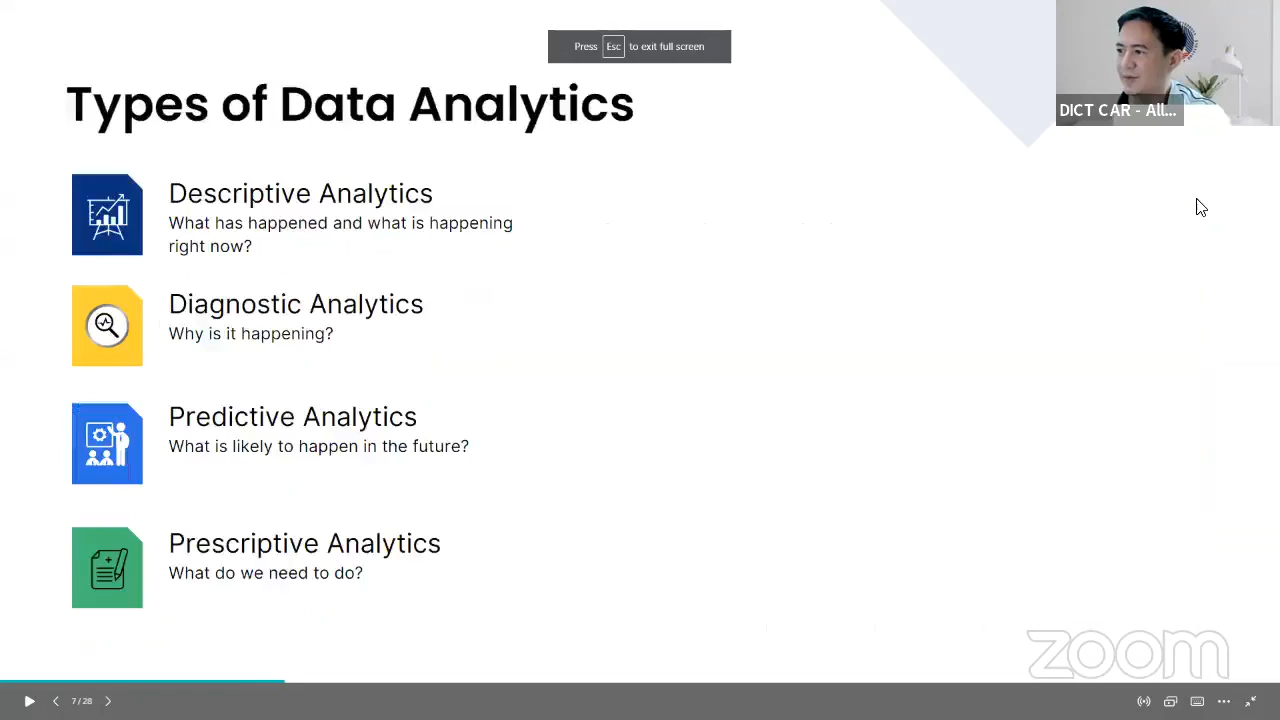 Press Esc to exit full screen
DICT CAR - All...
Types of Data Analytics
Descriptive Analytics
What has happened and what is happening
right now?
Diagnostic Analytics
Why is it happening?
Predictive Analytics
What is likely to happen in the future?
Prescriptive Analytics
What do we need to do?
zoom
7 / 28